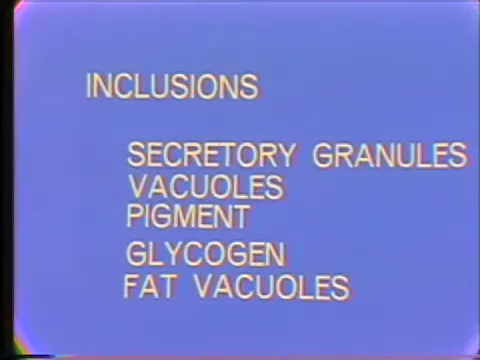 INCLUSIONS
SECRETORY GRANULES
VACUOLES
PIGMENT
GLYCOGEN
FAT VACUOLES